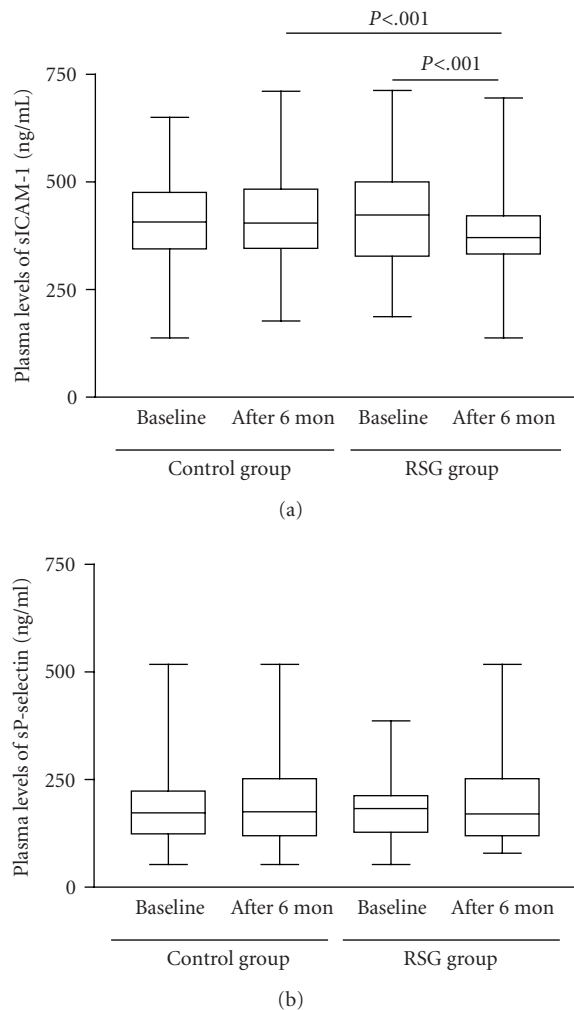 P<.001
P<.001
Plasma levels of sICAM-1 (ng/mL)
750
500
250
0
Baseline After 6 mon Baseline After 6 mon
Control group RSG group
(a)
Plasma levels of sP-selectin (ng/ml)
750
500
250
0
Baseline After 6 mon Baseline After 6 mon
Control group RSG group
(b)